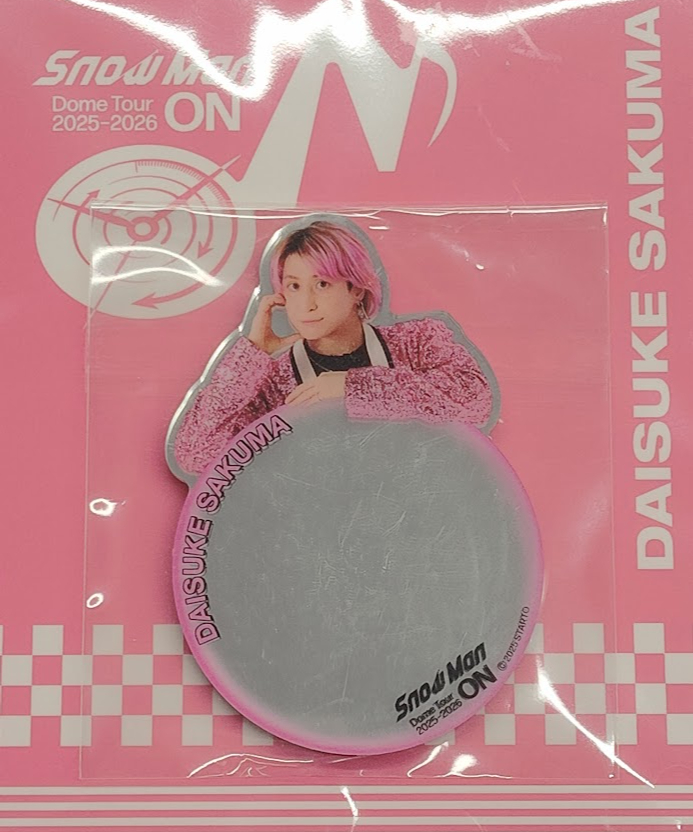 Snow Man
Dome Tour
2025-2026 ON
DAISUKE SAKUMA
DAISUKE SAKUMA
Snow Man
Dome Tour
2025-2026 ON
© 2025 STARTO